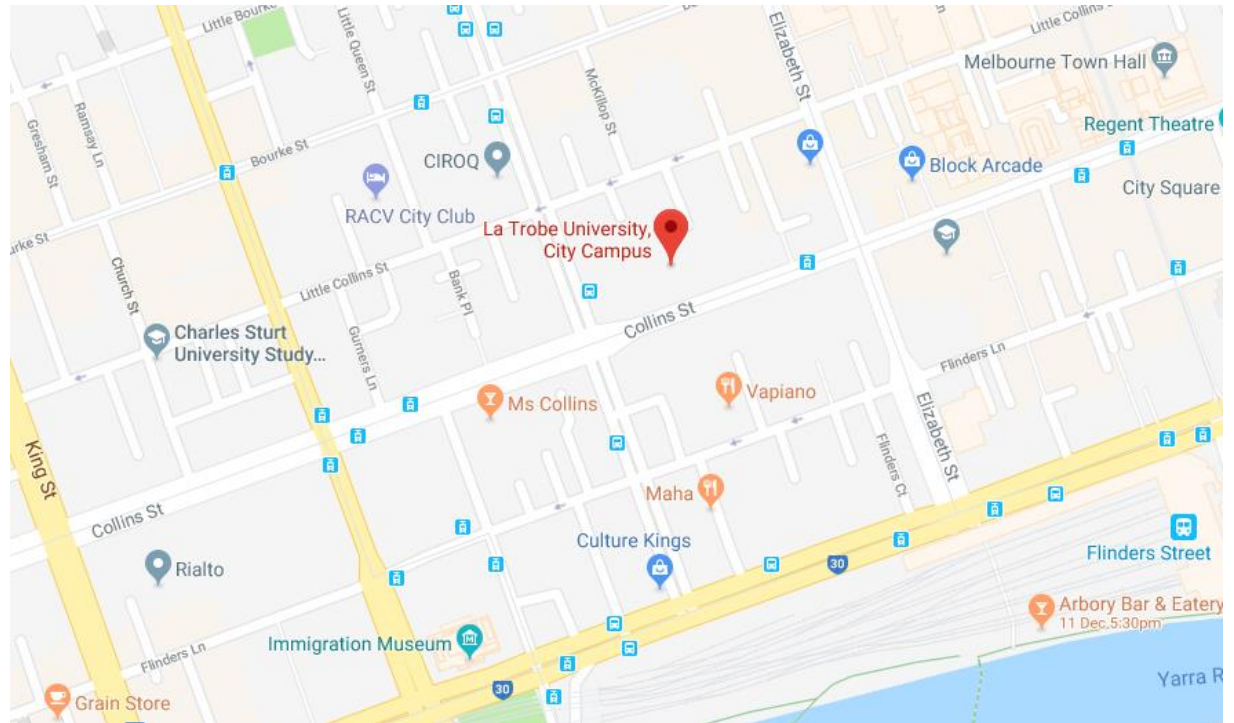 Little Bourke
Little Queen St
Elizabeth St
Little Collins S
Melbourne Town Hall
Gresham St
Ramsay Ln
McKillop St
Regent Theatre
Bourke St
CIROQ
Block Arcade
RACV City Club
City Square
La Trobe University,
City Campus
urke St
Church St
Little Collins St
Bank Pl
Collins St
Charles Sturt
University Study...
Gurners Ln
Flinders Ln
Ms Collins
Vapiano
Elizabeth St
King St
Flinders Ct
Maha
Collins St
Culture Kings
Flinders Street
30
Rialto
Arbory Bar & Eatery
11 Dec, 5:30pm
Immigration Museum
Flinders Ln
Yarra R
30
Grain Store